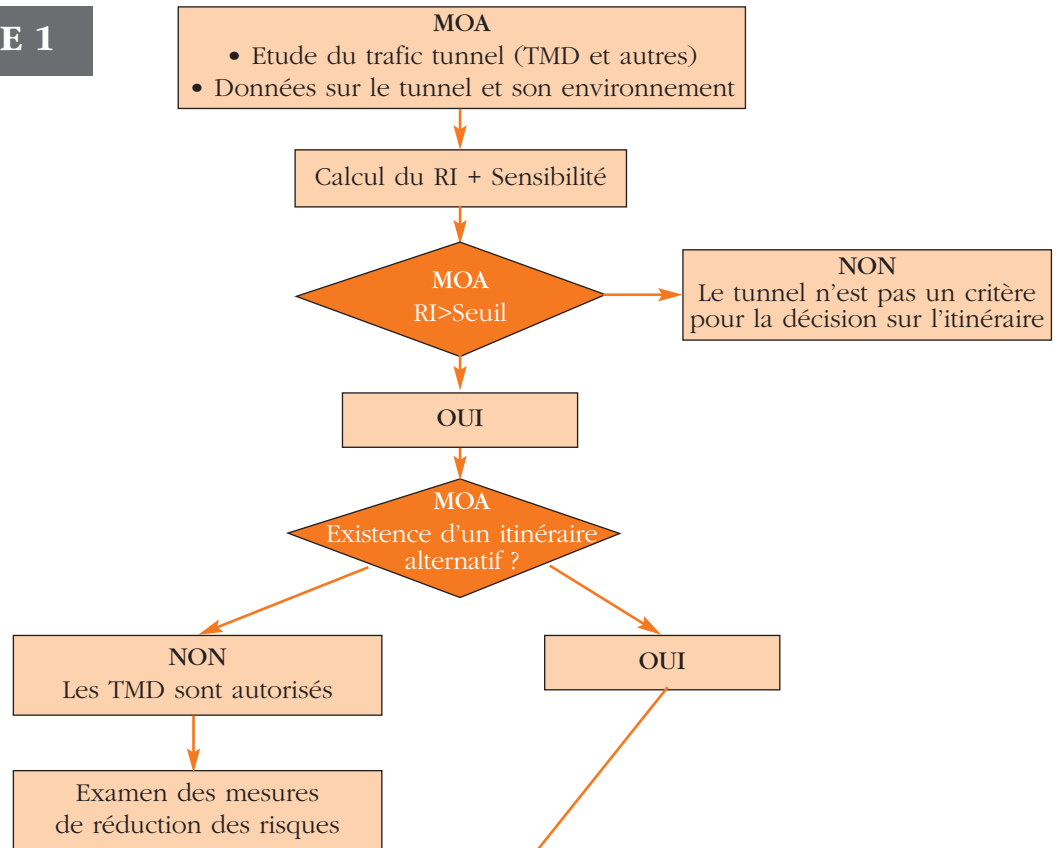 E 1
MOA
• Etude du trafic tunnel (TMD et autres)
• Données sur le tunnel et son environnement
Calcul du RI + Sensibilité
MOA
RI>Seuil
NON
Le tunnel n'est pas un critère
pour la décision sur l'itinéraire
OUI
MOA
Existence d'un itinéraire
alternatif ?
NON
Les TMD sont autorisés
OUI
Examen des mesures
de réduction des risques